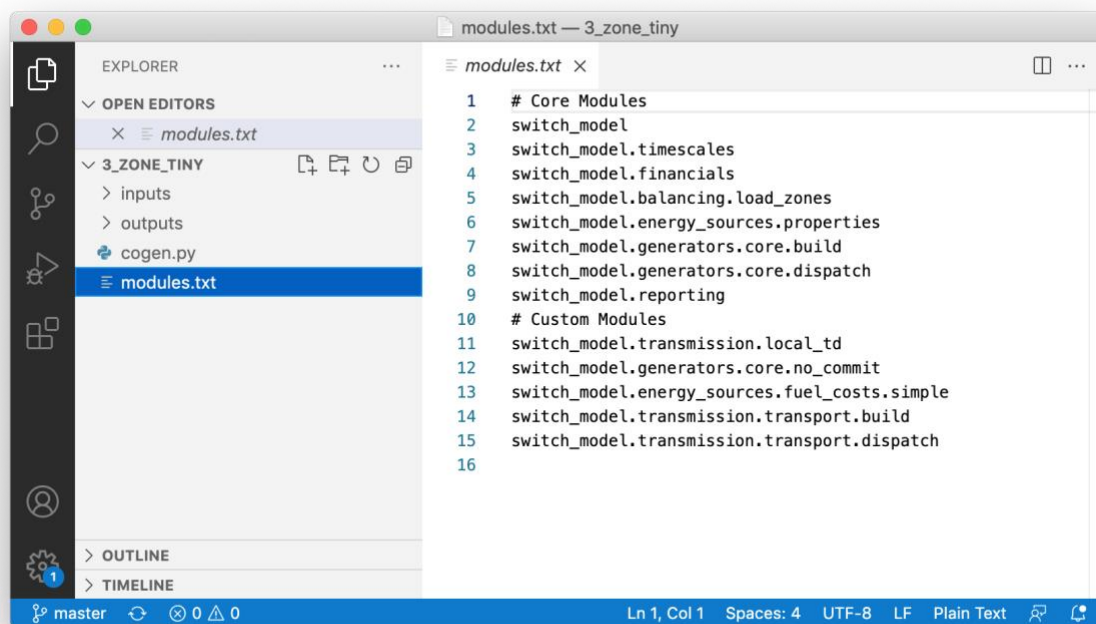 modules.txt — 3_zone_tiny
EXPLORER
OPEN EDITORS
modules.txt
3_ZONE_TINY
inputs
outputs
cogen.py
modules.txt
OUTLINE
TIMELINE
modules.txt
1 # Core Modules
2 switch_model
3 switch_model.timescales
4 switch_model.financials
5 switch_model.balancing.load_zones
6 switch_model.energy_sources.properties
7 switch_model.generators.core.build
8 switch_model.generators.core.dispatch
9 switch_model.reporting
10 # Custom Modules
11 switch_model.transmission.local_td
12 switch_model.generators.core.no_commit
13 switch_model.energy_sources.fuel_costs.simple
14 switch_model.transmission.transport.build
15 switch_model.transmission.transport.dispatch
16
1
master 0 0 Ln 1, Col 1 Spaces: 4 UTF-8 LF Plain Text